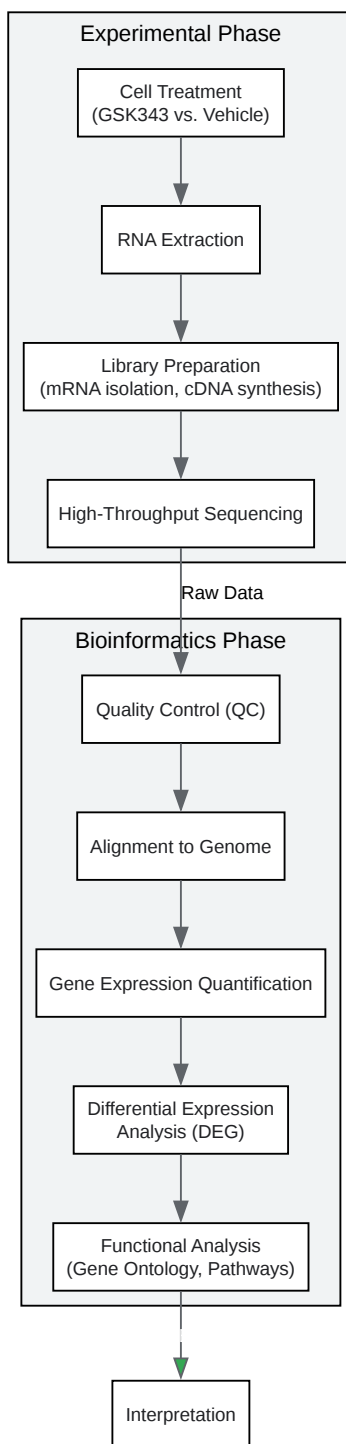 Experimental Phase
Cell Treatment
(GSK343 vs. Vehicle)
RNA Extraction
Library Preparation
(mRNA isolation, cDNA synthesis)
High-Throughput Sequencing
Raw Data
Bioinformatics Phase
Quality Control (QC)
Alignment to Genome
Gene Expression Quantification
Differential Expression
Analysis (DEG)
Functional Analysis
(Gene Ontology, Pathways)
Interpretation